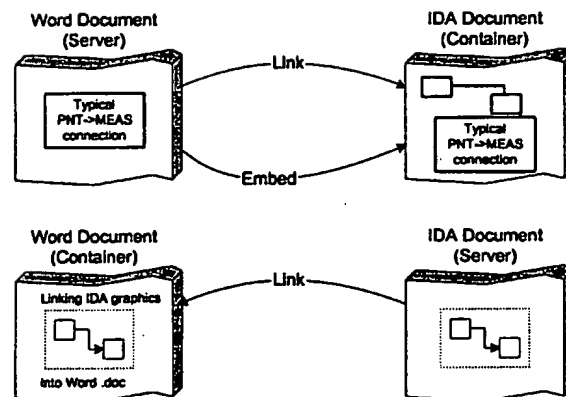 Word Document
(Server)
IDA Document
(Container)
Link
Typical
PNT->MEAS
connection
Typical
PNT->MEAS
connection
Embed
Word Document
(Container)
IDA Document
(Server)
Link
Linking IDA graphics
Into Word .doc